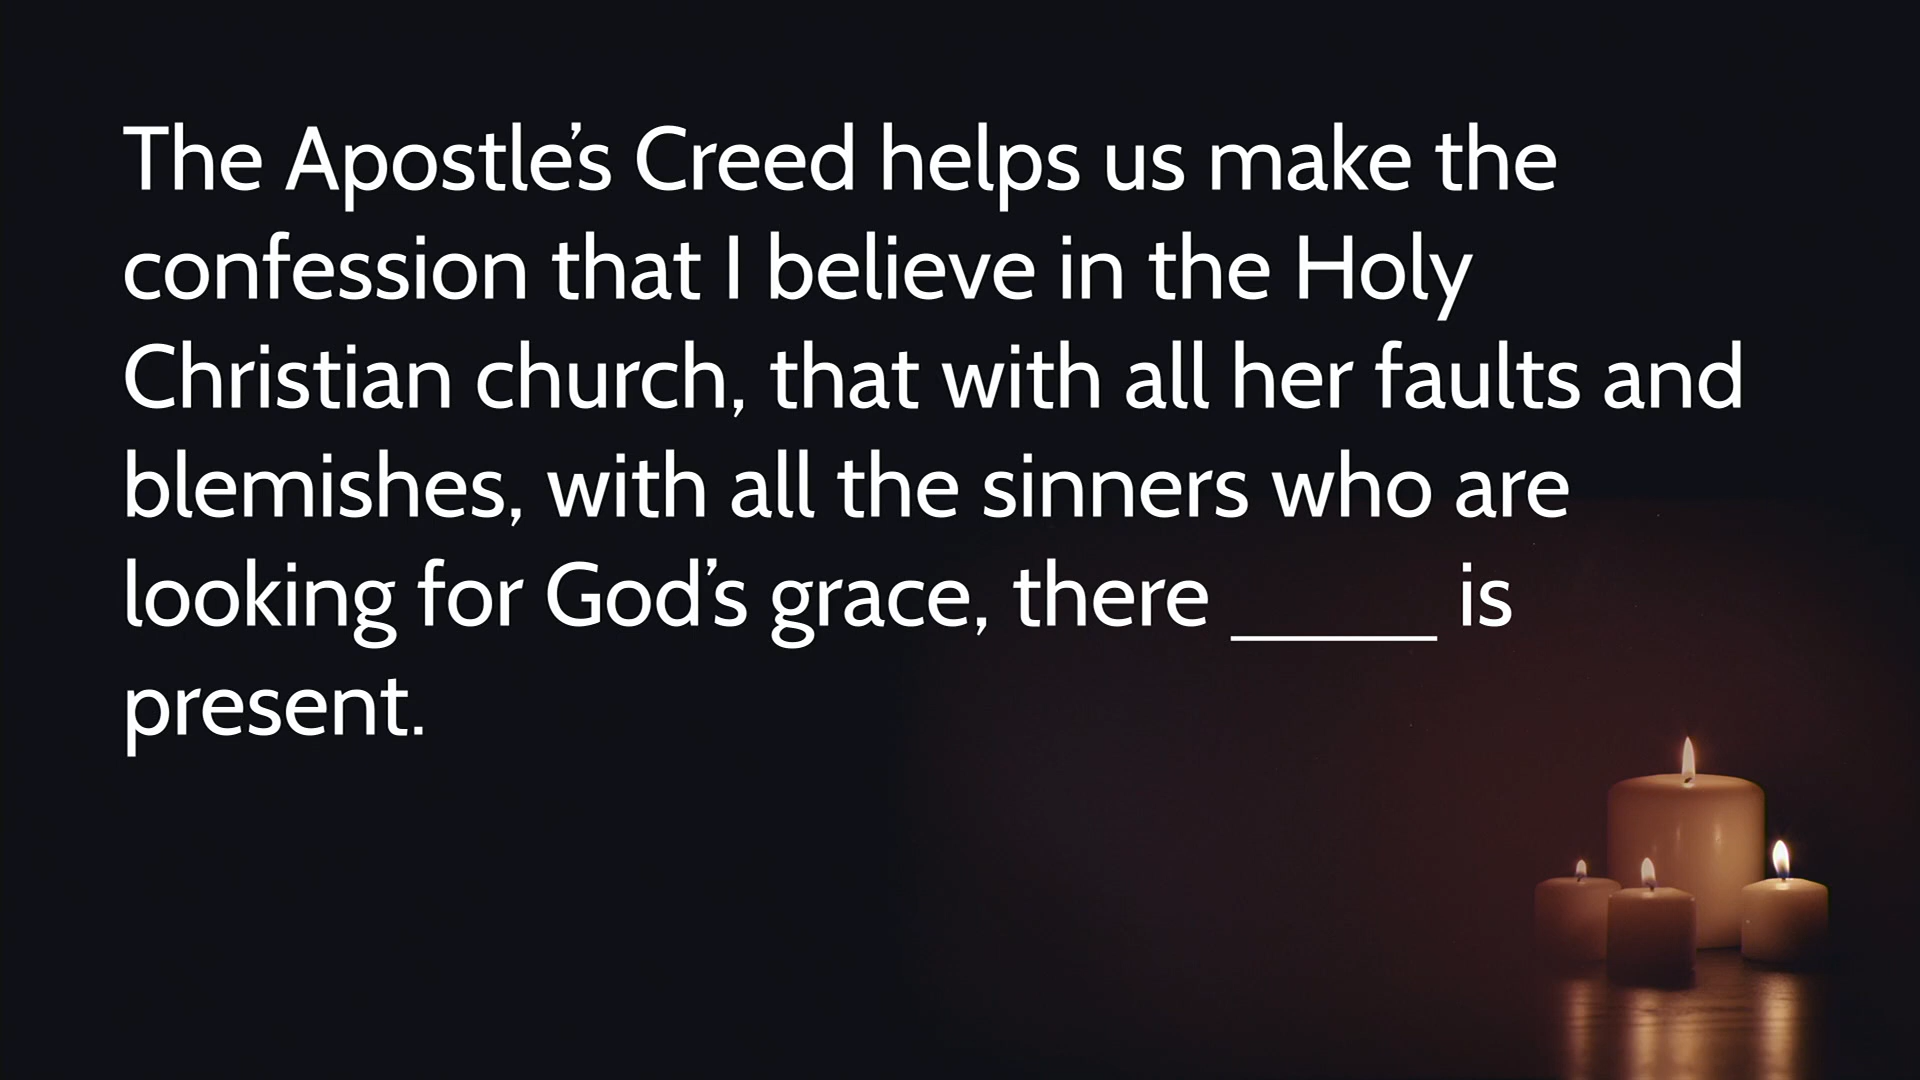 The Apostle’s Creed helps us make the
confession that I believe in the Holy
Christian church, that with all her faults and
blemishes, with all the sinners who are
looking for God’s grace, there ______ is
present.